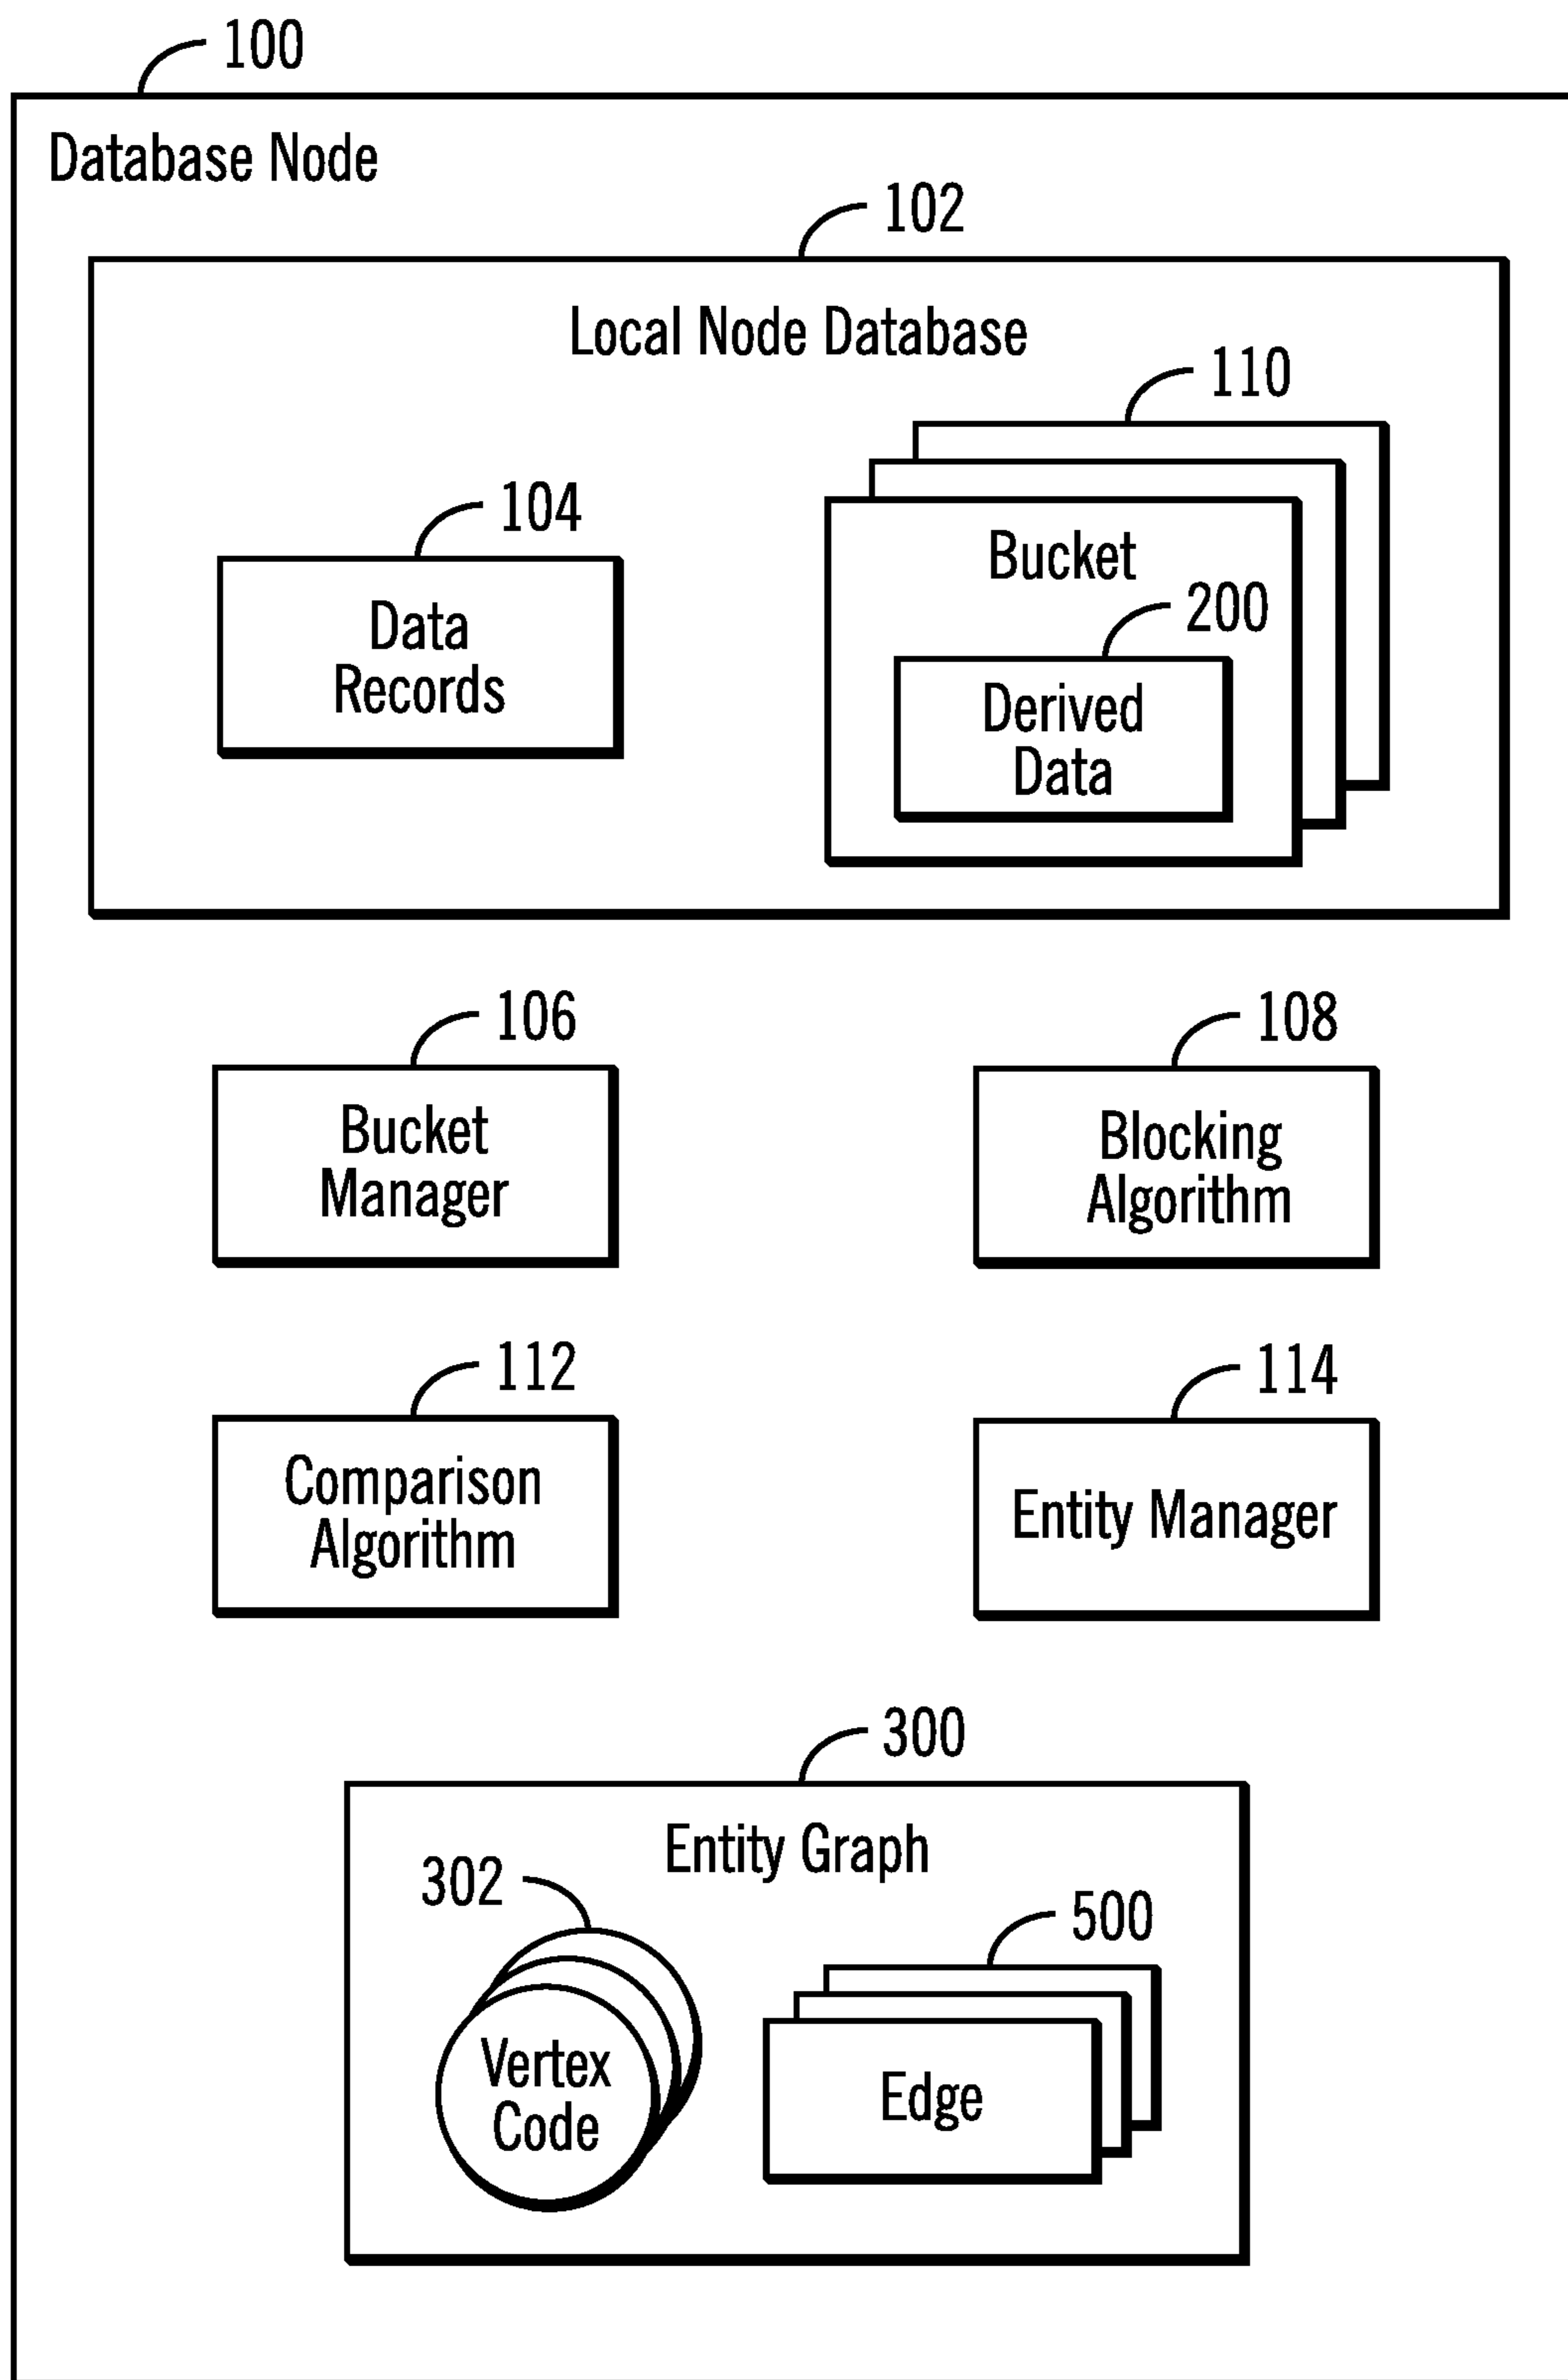 100
Database Node
102
Local Node Database
110
104
Bucket
200
Data
Records
Derived
Data
106
108
Bucket
Manager
Blocking
Algorithm
112
114
Comparison
Algorithm
Entity Manager
300
Entity Graph
302
500
Vertex
Code
Edge